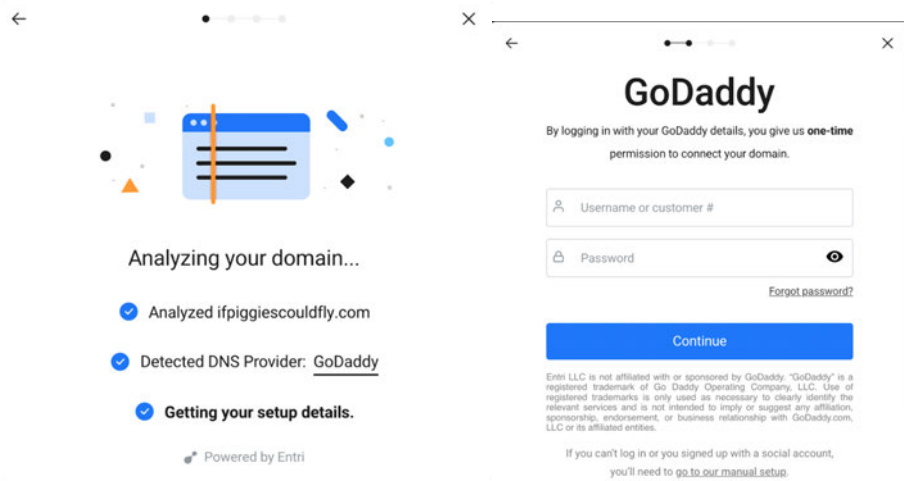 Analyzing your domain...
Analyzed ifpiggiescouldfly.com
Detected DNS Provider: GoDaddy
Getting your setup details.
Powered by Entri
GoDaddy
By logging in with your GoDaddy details, you give us one-time
permission to connect your domain.
Username or customer #
Password
Forgot password?
Continue
Entri LLC is not affiliated with or sponsored by GoDaddy. “GoDaddy” is a
registered trademark of Go Daddy Operating Company, LLC. Use of
registered trademarks is only used as necessary to clearly identify the
relevant services and is not intended to imply or suggest any affiliation,
sponsorship, endorsement, or business relationship with GoDaddy.com,
LLC or its affiliated entities.
If you can't log in or you signed up with a social account,
you'll need to go to our manual setup.